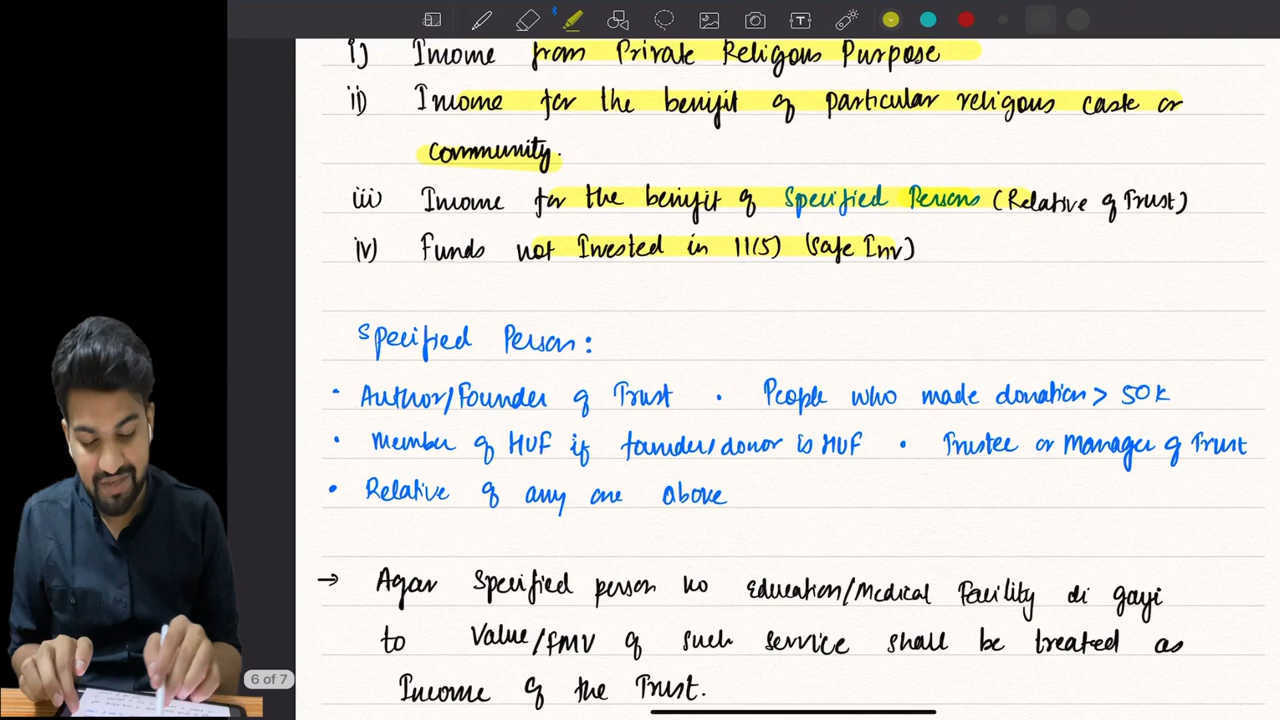 i) Income from Private Religious Purpose
ii) Income for the benifit of particular religious caste or
community.
iii) Income for the benifit of Specified Persons (Relative of Trust)
iv) Funds not Invested in 11(5) (Safe Inv)
Specified Person:
• Author/Founder of Trust • People who made donation > 50k
• Member of HUF if founder/donor is HUF • Trustee or Manager of Trust
• Relative of any one above
→ Agar Specified person ko Education/Medical Facility di gayi
to Value/FMV of such service shall be treated as
Income of the Trust.
6 of 7